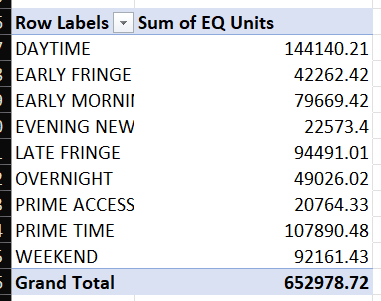 Row Labels Sum of EQ Units
DAYTIME 144140.21
EARLY FRINGE 42262.42
EARLY MORNI 79669.42
EVENING NEW 22573.4
LATE FRINGE 94491.01
OVERNIGHT 49026.02
PRIME ACCESS 20764.33
PRIME TIME 107890.48
WEEKEND 92161.43
Grand Total 652978.72